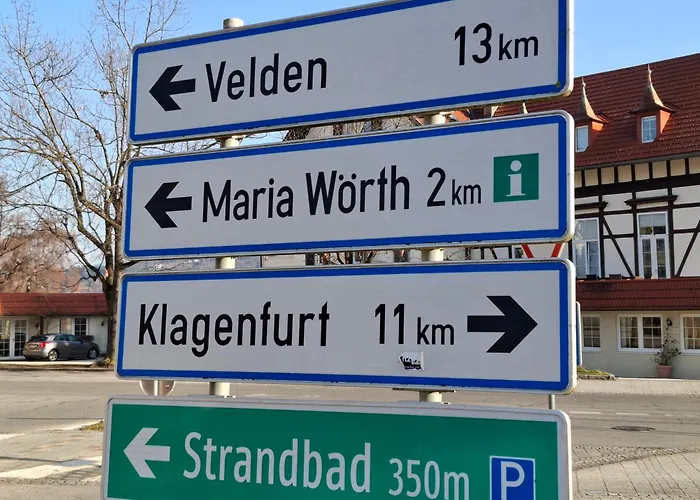 Velden 13 km
Maria Wörth 2 km i
Klagenfurt 11 km
Strandbad 350m P